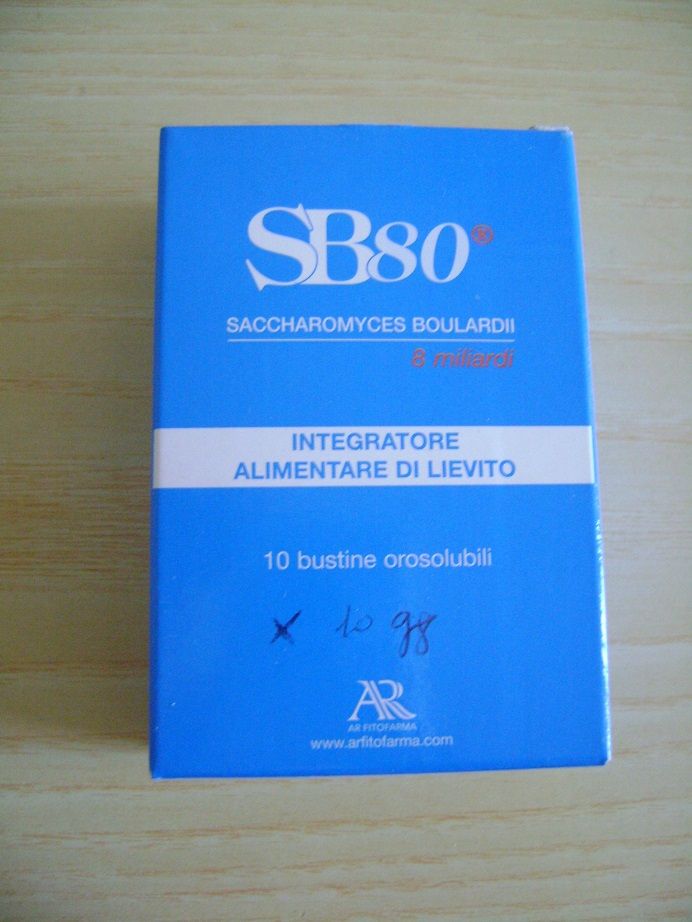 SB80®
SACCHAROMYCES BOULARDII
8 miliardi
INTEGRATORE
ALIMENTARE DI LIEVITO
10 bustine orosolubili
x 10 gg
AR
AR FITOFARMA
www.arfitofarma.com